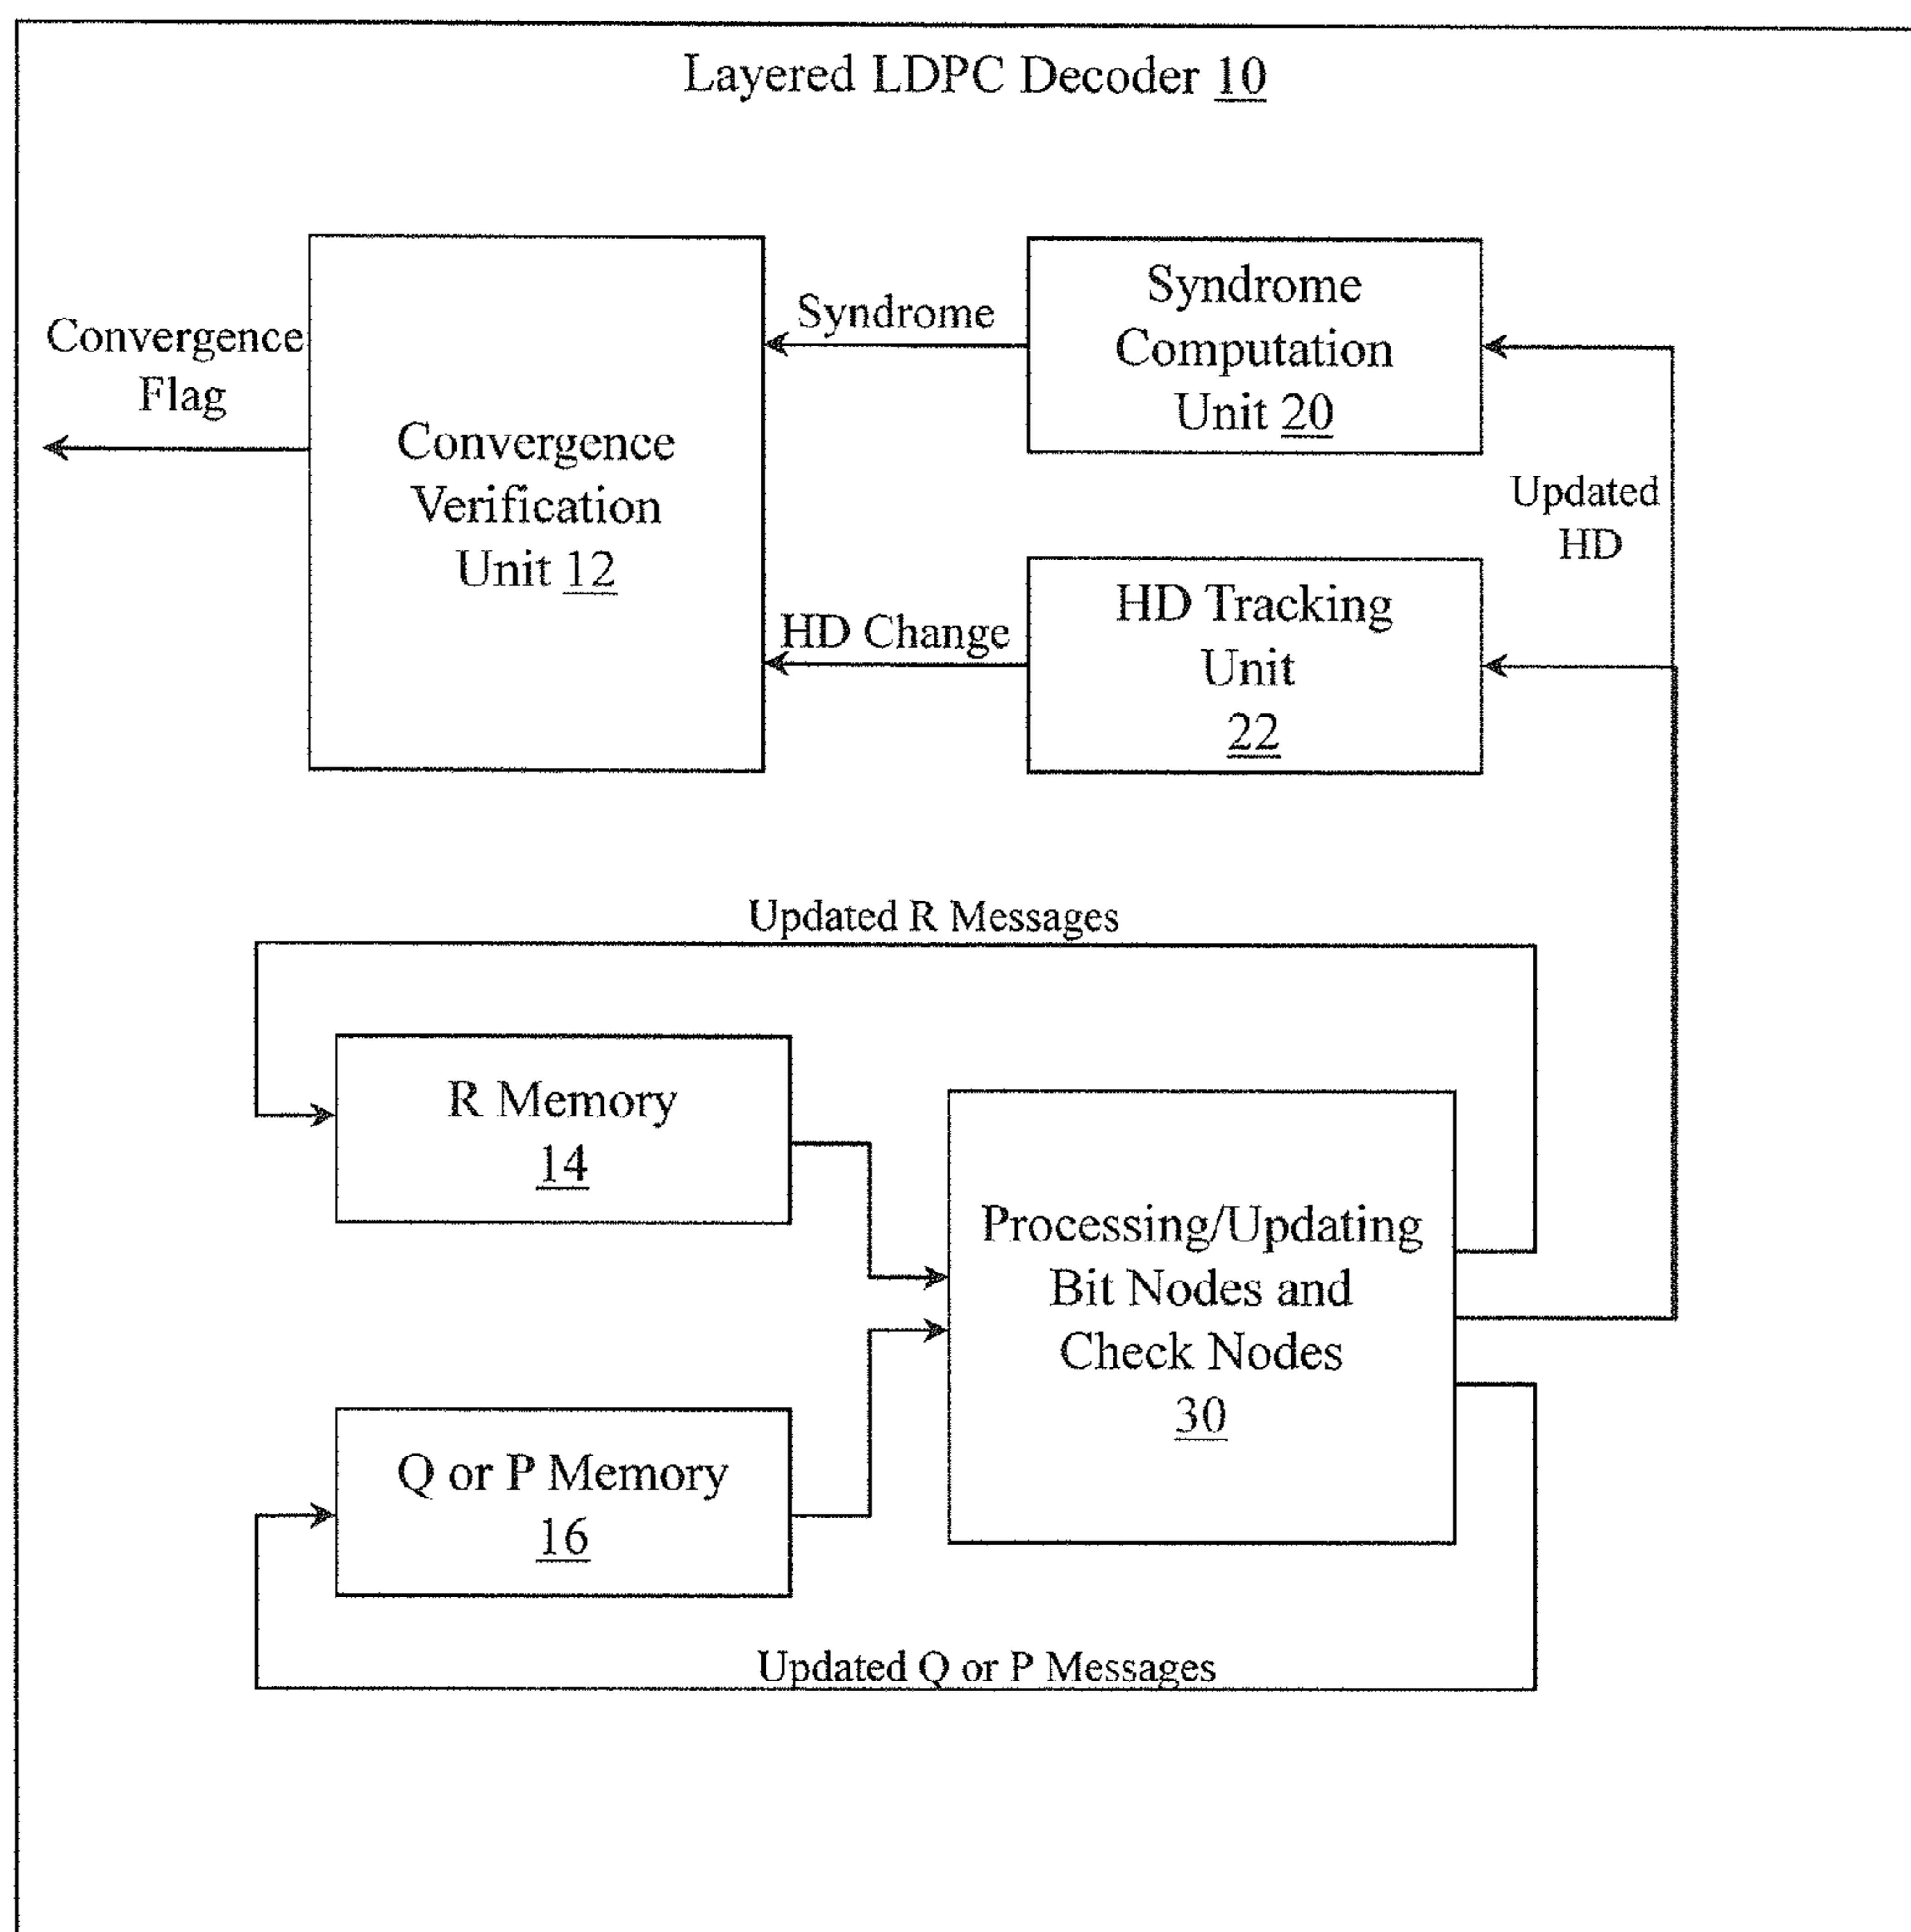 Layered LDPC Decoder 10
Convergence
Flag
Convergence
Verification
Unit 12
Syndrome
Syndrome
Computation
Unit 20
Updated
HD
HD Change
HD Tracking
Unit
22
Updated R Messages
R Memory
14
Processing/Updating
Bit Nodes and
Check Nodes
30
Q or P Memory
16
Updated Q or P Messages